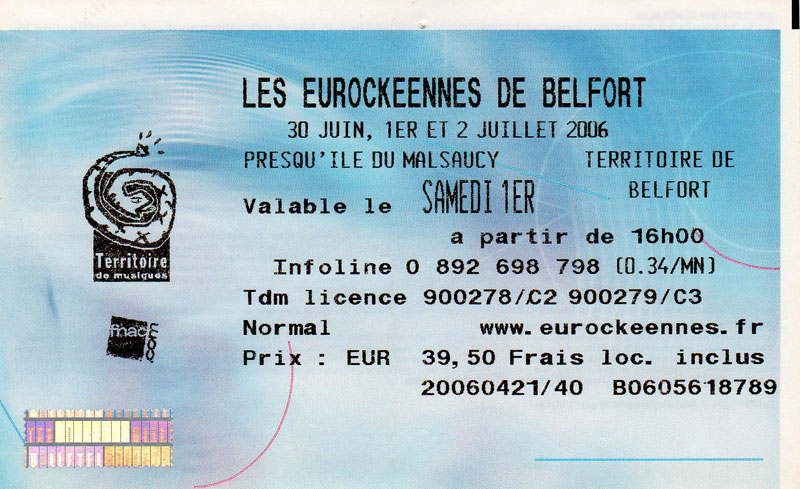 LES EUROCKEENNES DE BELFORT
30 JUIN, 1ER ET 2 JUILLET 2006
PRESQU'ILE DU MALSAUCY TERRITOIRE DE
BELFORT
Valable le SAMEDI 1ER
a partir de 16h00
Infoline 0 892 698 798 (0.34/MN)
Tdm licence 900278/C2 900279/C3
Normal www.eurockeennes.fr
Prix : EUR 39,50 Frais loc. inclus
20060421/40 B0605618789
Territoire
de musiques
fnac
.com